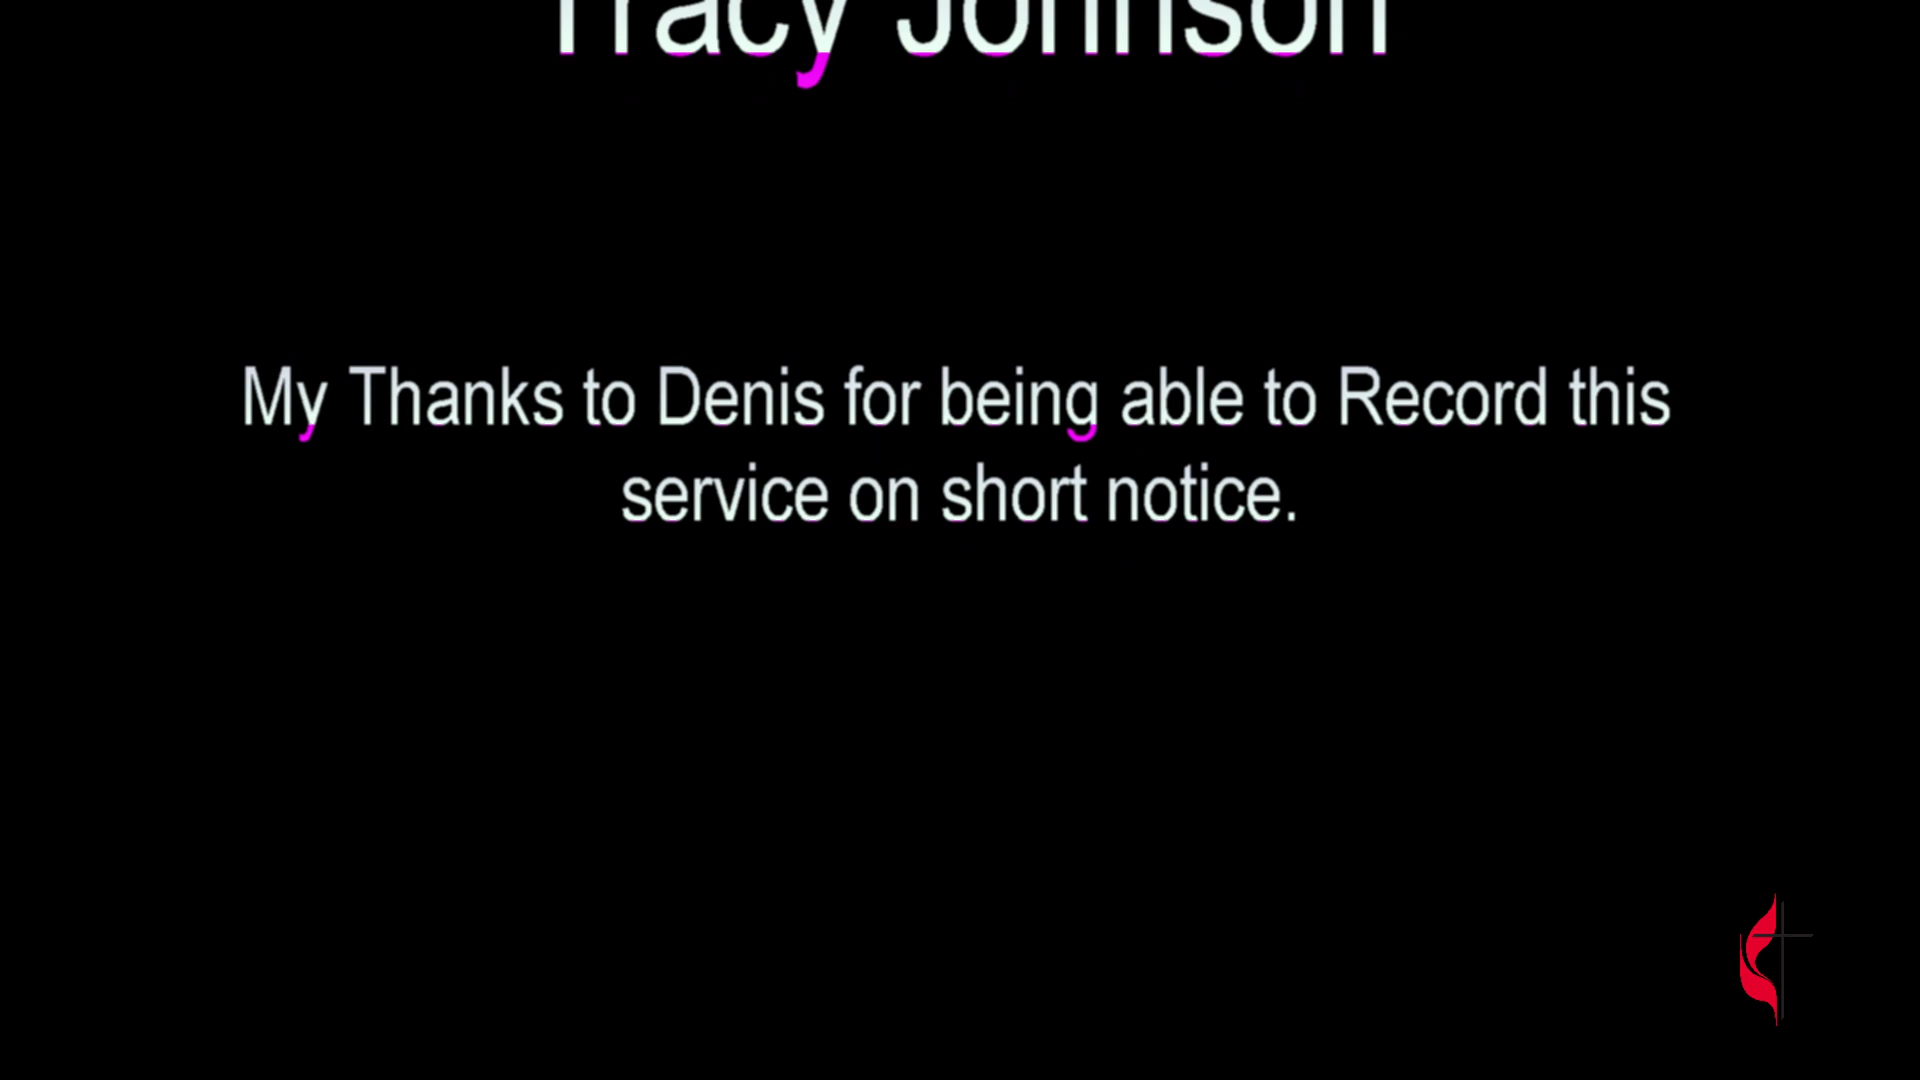 Tracy Johnson
My Thanks to Denis for being able to Record this
service on short notice.